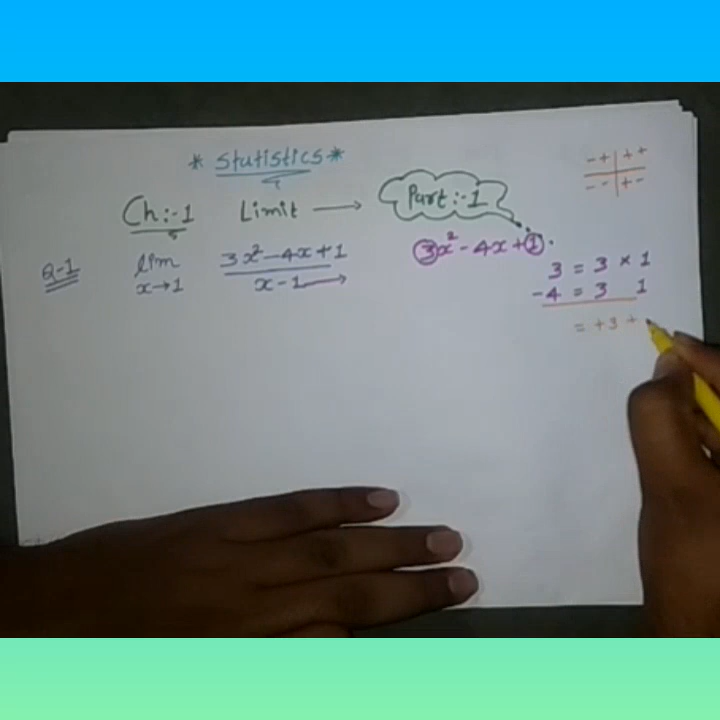 * Statistics *
Ch:-1 Limit → Part:-1
Q-1 lim x→1 3x²-4x+1 / x-1
3x²-4x+1.
3 = 3 × 1
-4 = 3 1
= +3 +
-+ | ++
-- | +-